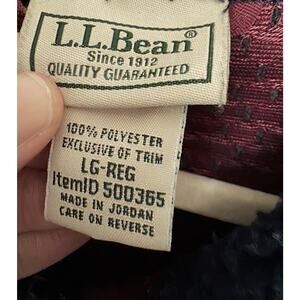 L.L.Bean®
Since 1912
QUALITY GUARANTEED
100% POLYESTER
EXCLUSIVE OF TRIM
LG-REG
ItemID 500365
MADE IN JORDAN
CARE ON REVERSE